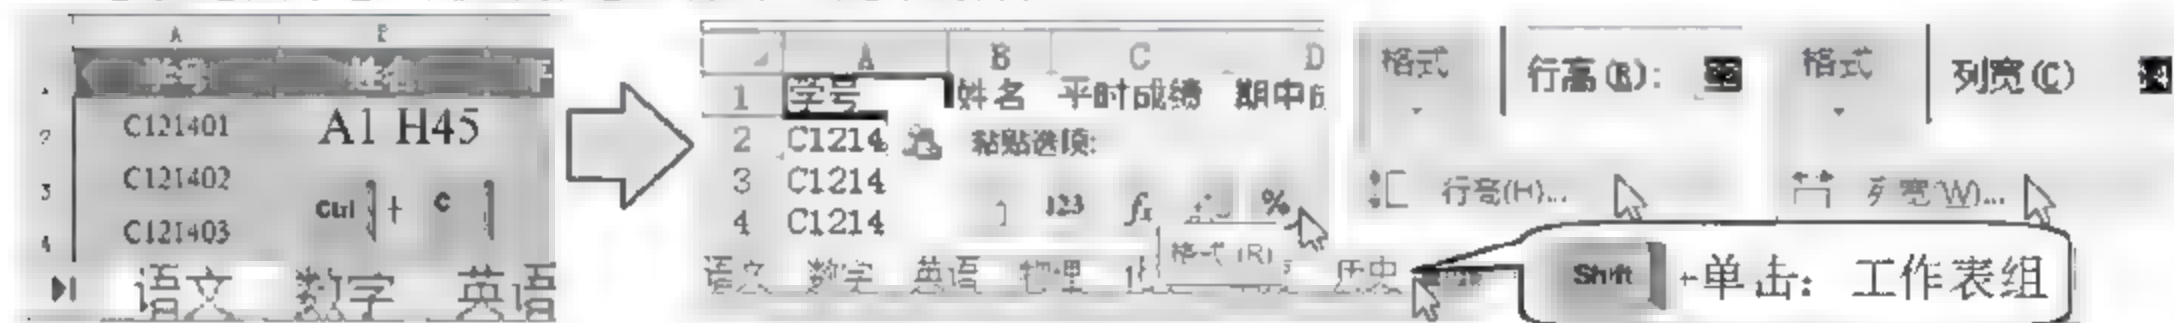 A
学号 姓名
C121401 A1 H45
C121402
Ctrl + C
C121403
语文 数字 英语
A B C D
1 学号 姓名 平时成绩 期中
2 C1214 粘贴选项:
3 C1214 123 fx %
4 C1214
格式(R)
语文 数字 英语 物理 历史
格式 行高(R):
行高(H)...
格式 列宽(C)
列宽(W)...
Shift +单击：工作表组